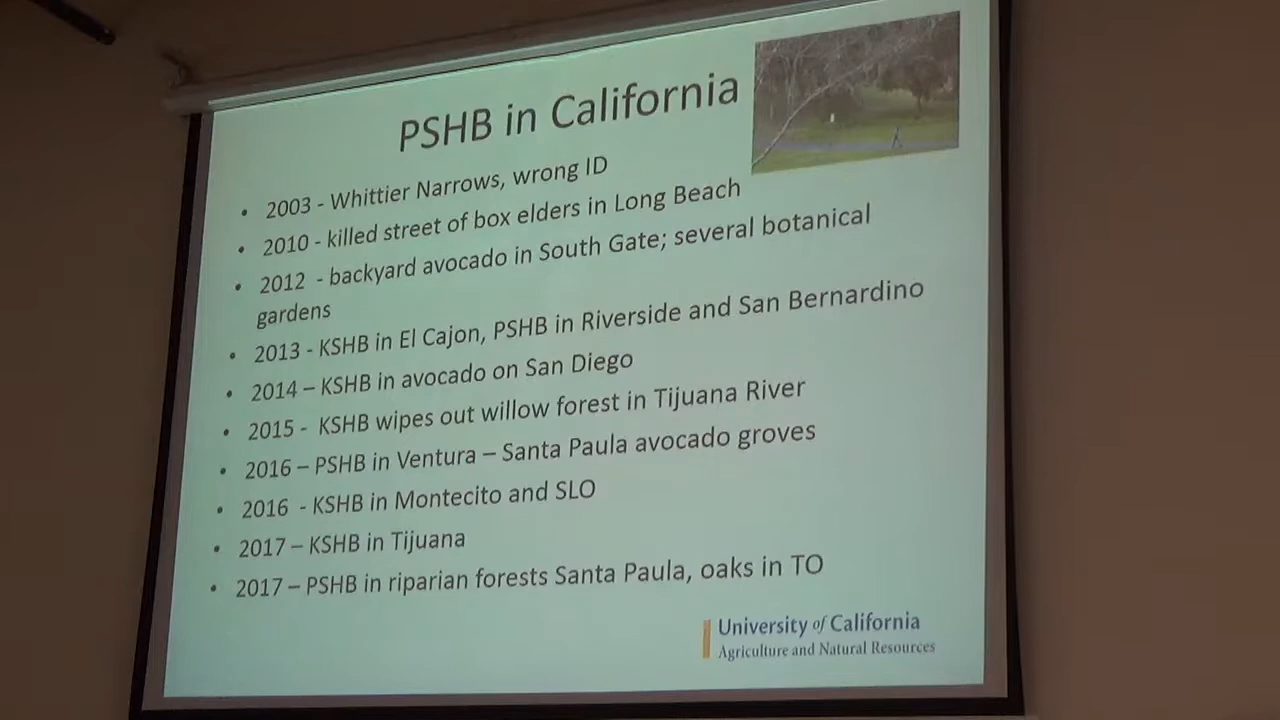 PSHB in California
• 2003 - Whittier Narrows, wrong ID
• 2010 - killed street of box elders in Long Beach
• 2012 - backyard avocado in South Gate; several botanical
gardens
• 2013 - KSHB in El Cajon, PSHB in Riverside and San Bernardino
• 2014 – KSHB in avocado on San Diego
• 2015 - KSHB wipes out willow forest in Tijuana River
• 2016 – PSHB in Ventura – Santa Paula avocado groves
• 2016 - KSHB in Montecito and SLO
• 2017 – KSHB in Tijuana
• 2017 – PSHB in riparian forests Santa Paula, oaks in TO
University of California
Agriculture and Natural Resources